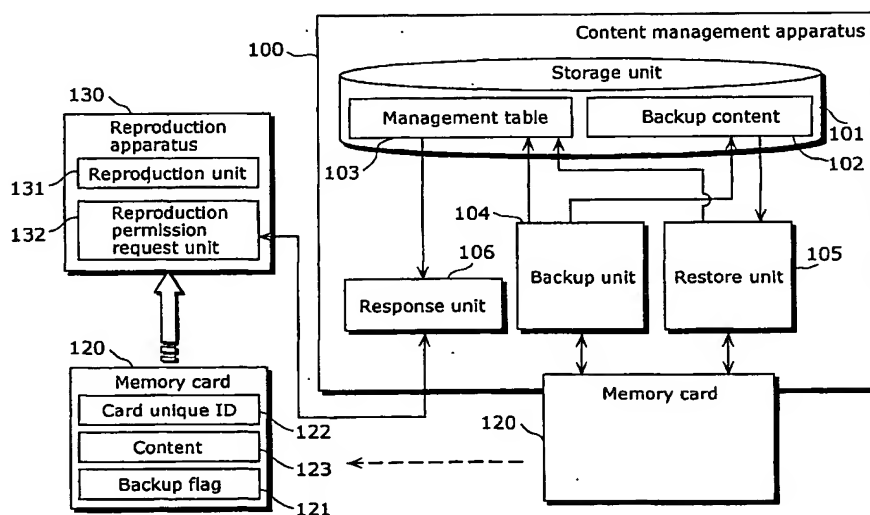 Content management apparatus
100
Storage unit
130
Management table
Backup content
101
Reproduction
apparatus
103
102
131
Reproduction unit
104
132
Reproduction
permission
request unit
106
105
Response unit
Backup unit
Restore unit
120
Memory card
Memory card
Card unique ID
122
120
Content
123
Backup flag
121